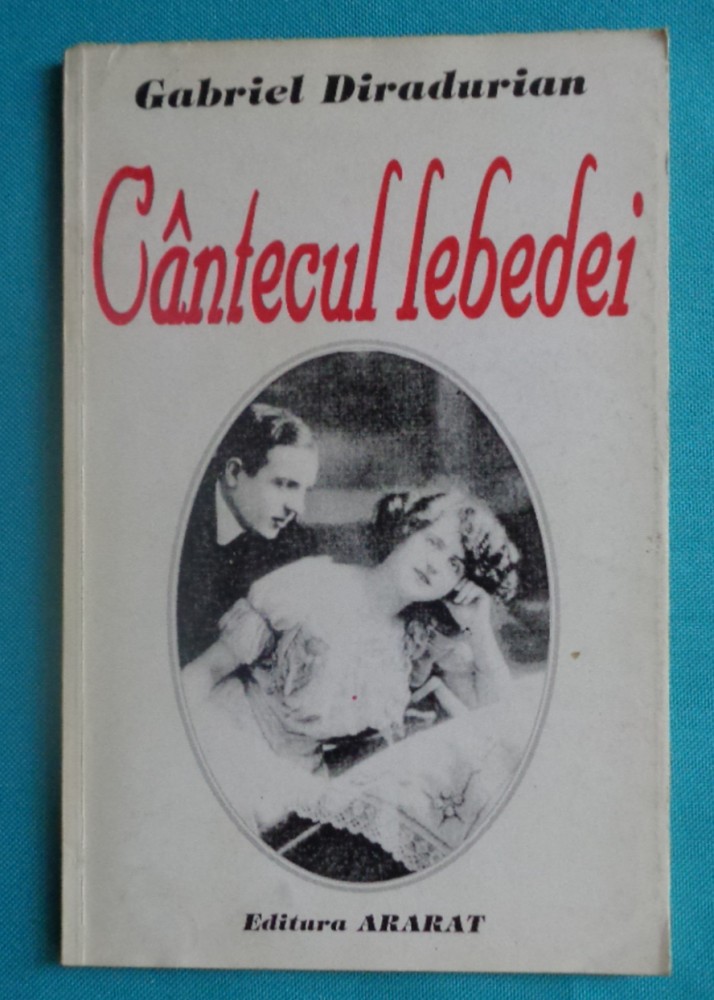 Gabriel Diradurian
Cântecul lebedei
Editura ARARAT